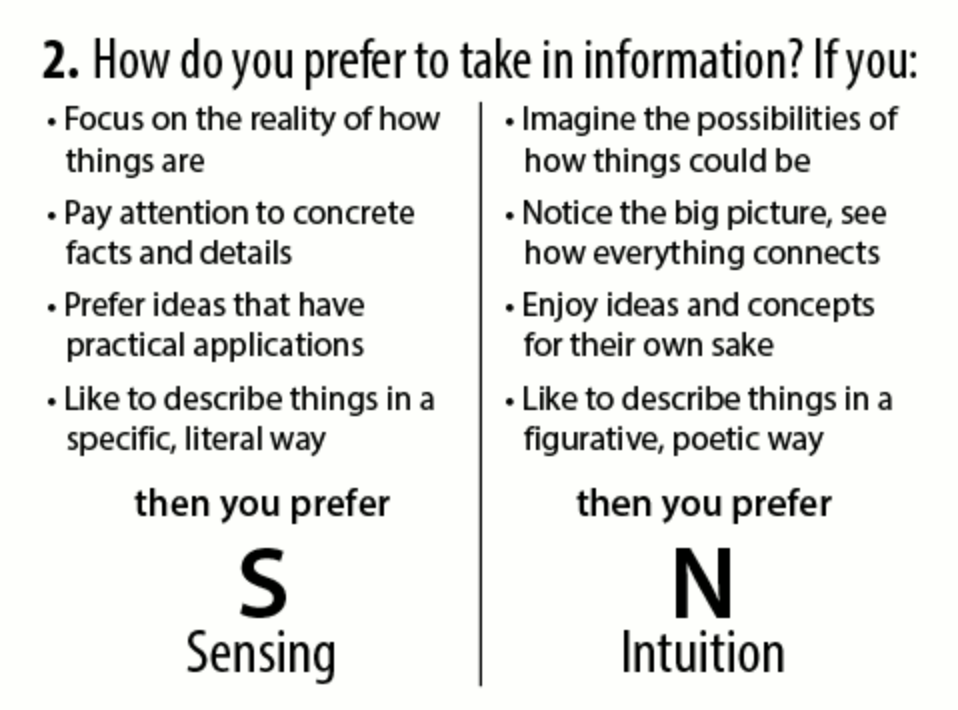 2. How do you prefer to take in information? If you:
• Focus on the reality of how
things are
• Pay attention to concrete
facts and details
• Prefer ideas that have
practical applications
• Like to describe things in a
specific, literal way
then you prefer
S
Sensing
• Imagine the possibilities of
how things could be
• Notice the big picture, see
how everything connects
• Enjoy ideas and concepts
for their own sake
• Like to describe things in a
figurative, poetic way
then you prefer
N
Intuition